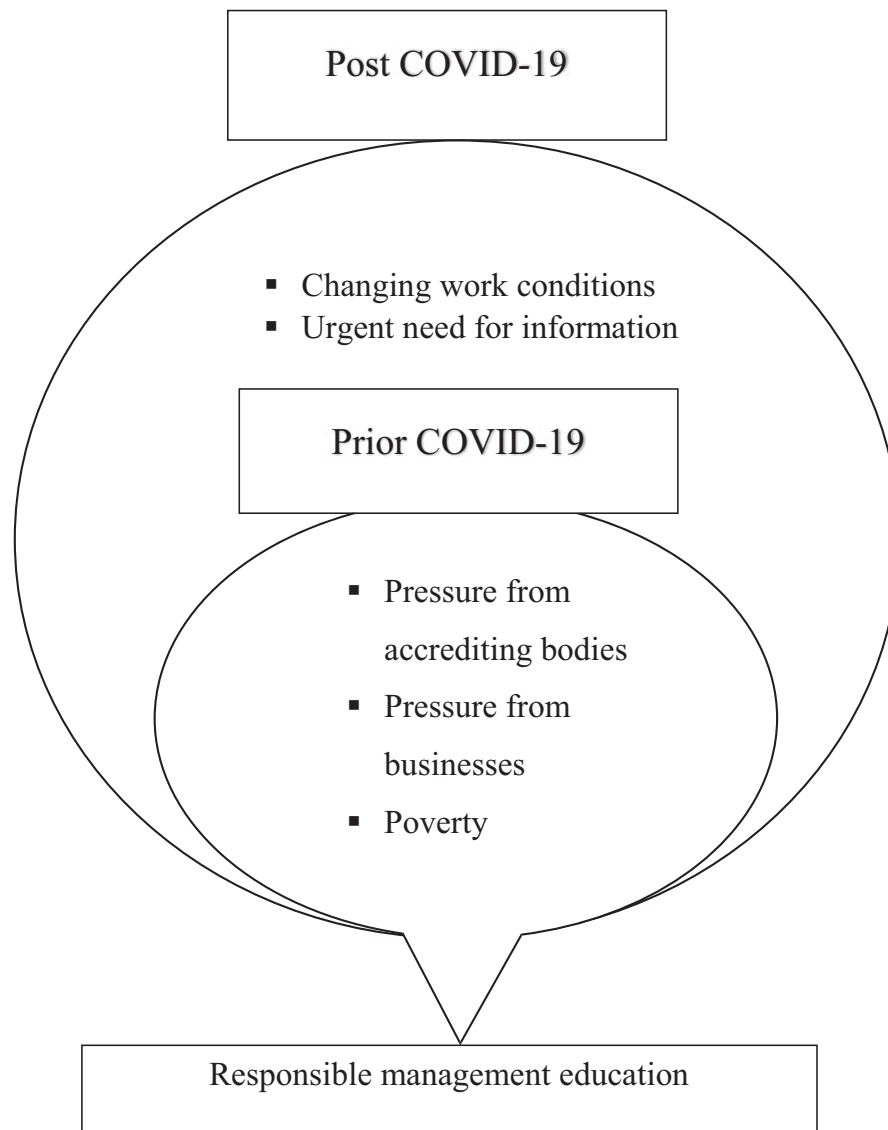 Post COVID-19
▪ Changing work conditions
▪ Urgent need for information
Prior COVID-19
▪ Pressure from
accrediting bodies
▪ Pressure from
businesses
▪ Poverty
Responsible management education